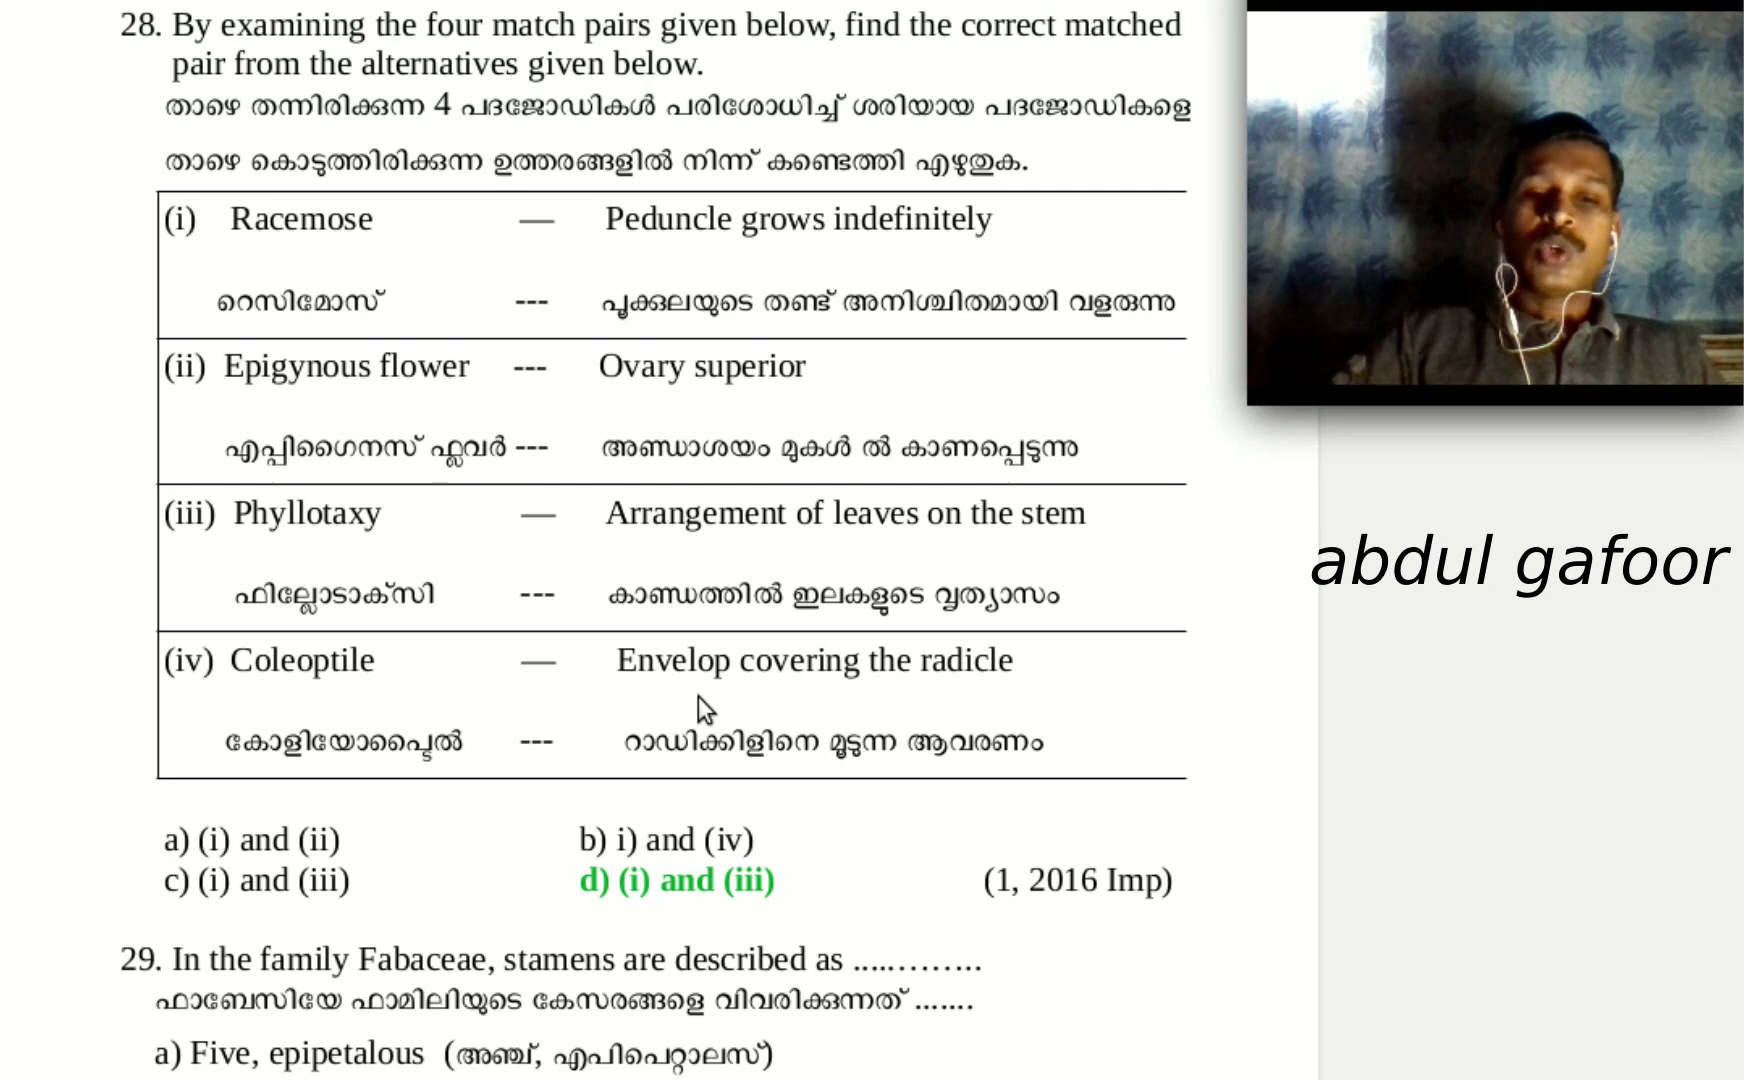 28. By examining the four match pairs given below, find the correct matched
pair from the alternatives given below.
താഴെ തന്നിരിക്കുന്ന 4 പദജോഡികൾ പരിശോധിച്ച് ശരിയായ പദജോഡികളെ
താഴെ കൊടുത്തിരിക്കുന്ന ഉത്തരങ്ങളിൽ നിന്ന് കണ്ടെത്തി എഴുതുക.
(i) Racemose — Peduncle grows indefinitely
റെസിമോസ് --- പൂക്കുലയുടെ തണ്ട് അനിശ്ചിതമായി വളരുന്നു
(ii) Epigynous flower --- Ovary superior
എപ്പിഗൈനസ് ഫ്ലവർ --- അണ്ഡാശയം മുകൾ ൽ കാണപ്പെടുന്നു
(iii) Phyllotaxy — Arrangement of leaves on the stem
ഫില്ലോടാക്സി --- കാണ്ഡത്തിൽ ഇലകളുടെ വൃത്യാസം
(iv) Coleoptile — Envelop covering the radicle
കോളിയോപ്പ്റ്റൈൽ --- റാഡിക്കിളിനെ മൂടുന്ന ആവരണം
a) (i) and (ii) b) i) and (iv)
c) (i) and (iii) d) (i) and (iii) (1, 2016 Imp)
29. In the family Fabaceae, stamens are described as .............
ഫാബേസിയേ ഫാമിലിയുടെ കേസരങ്ങളെ വിവരിക്കുന്നത് .......
a) Five, epipetalous (അഞ്ച്, എപിപെറ്റാലസ്)
abdul gafoor